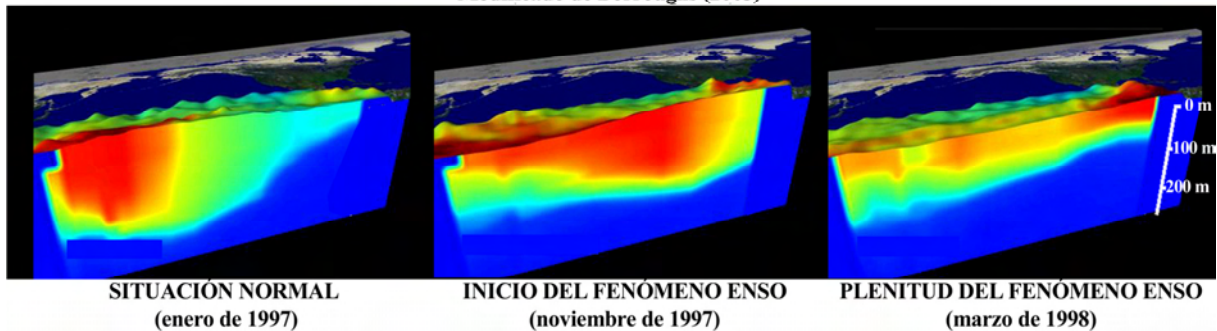 SITUACIÓN NORMAL
(enero de 1997)
INICIO DEL FENÓMENO ENSO
(noviembre de 1997)
PLENITUD DEL FENÓMENO ENSO
(marzo de 1998)
0 m
100 m
200 m